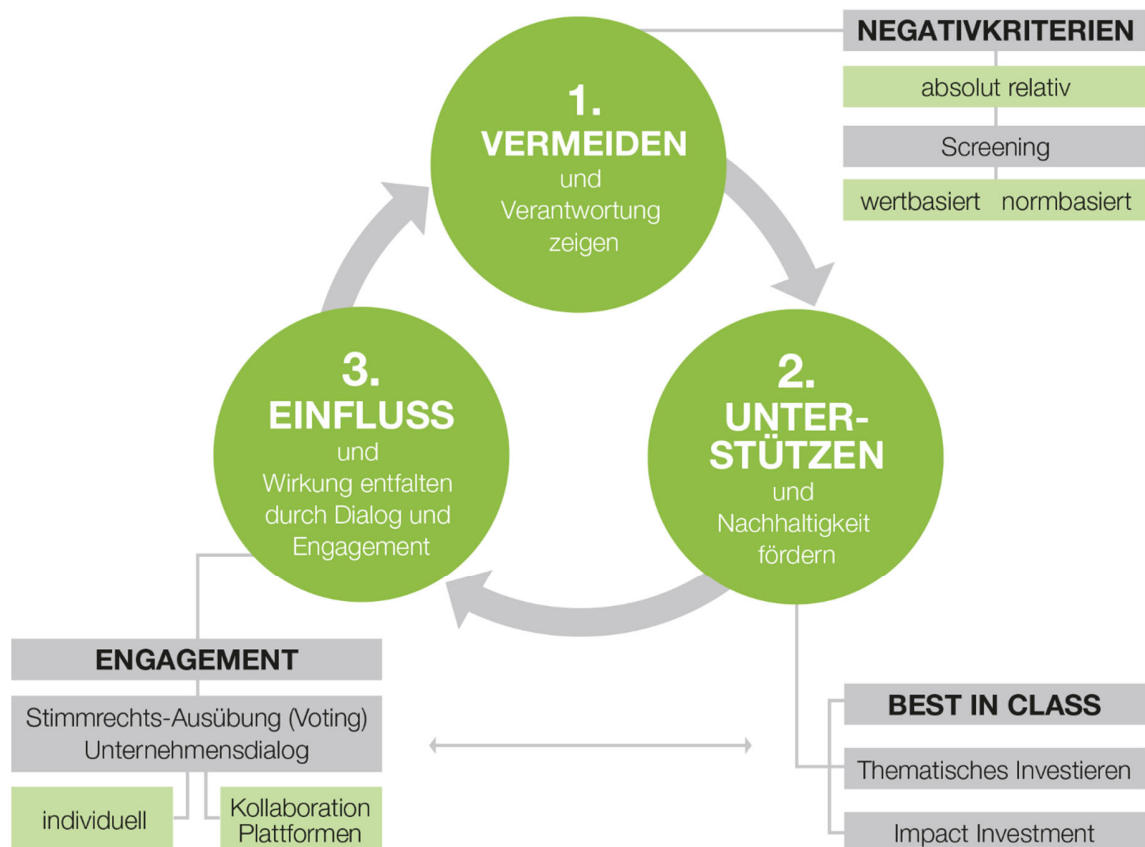 1.
VERMEIDEN
und
Verantwortung
zeigen
NEGATIVKRITERIEN
absolut relativ
Screening
wertbasiert normbasiert
2.
UNTER-
STÜTZEN
und
Nachhaltigkeit
fördern
BEST IN CLASS
Thematisches Investieren
Impact Investment
3.
EINFLUSS
und
Wirkung entfalten
durch Dialog und
Engagement
ENGAGEMENT
Stimmrechts-Ausübung (Voting)
Unternehmensdialog
individuell
Kollaboration
Plattformen